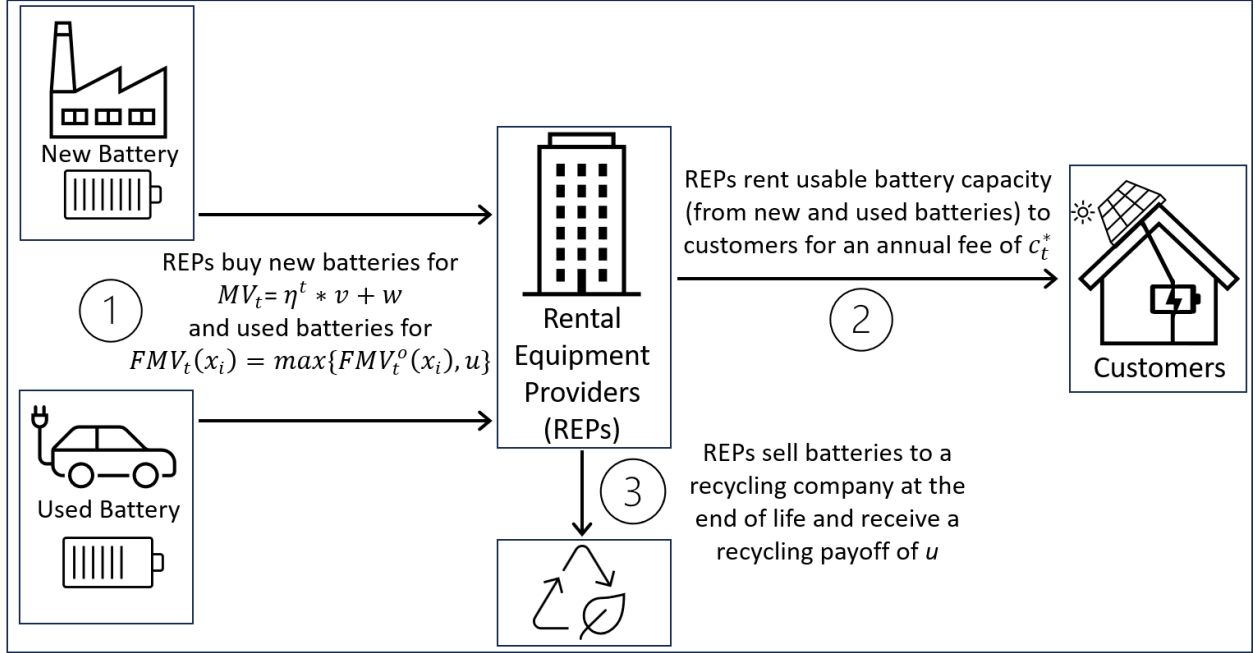 New Battery
REPs buy new batteries for
MV_t= η^t * v + w
and used batteries for
FMV_t(x_i) = max{FMV_t^o(x_i), u}
1
Used Battery
Rental
Equipment
Providers
(REPs)
REPs rent usable battery capacity
(from new and used batteries) to
customers for an annual fee of c_t^*
2
Customers
3
REPs sell batteries to a
recycling company at the
end of life and receive a
recycling payoff of u